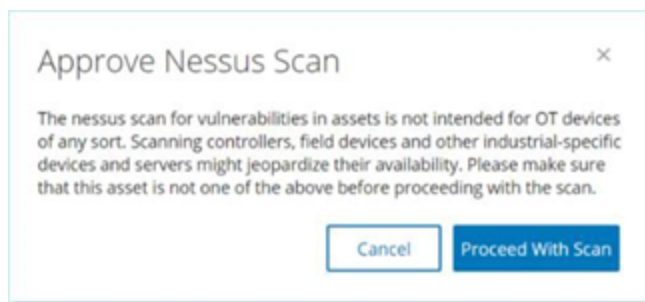 Approve Nessus Scan
The nessus scan for vulnerabilities in assets is not intended for OT devices
of any sort. Scanning controllers, field devices and other industrial-specific
devices and servers might jeopardize their availability. Please make sure
that this asset is not one of the above before proceeding with the scan.
Cancel Proceed With Scan